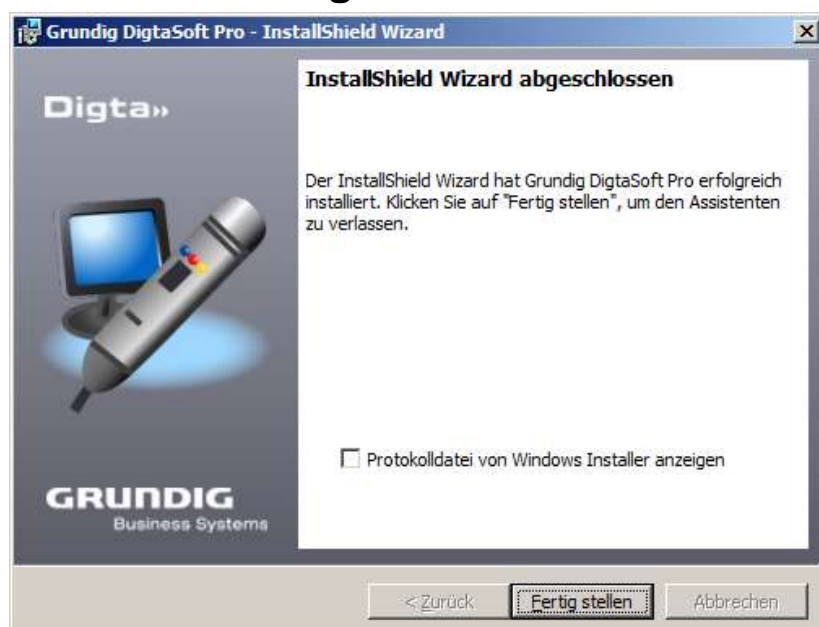 Grundig DigtaSoft Pro - InstallShield Wizard
InstallShield Wizard abgeschlossen
Digta»
Der InstallShield Wizard hat Grundig DigtaSoft Pro erfolgreich
installiert. Klicken Sie auf "Fertig stellen", um den Assistenten
zu verlassen.
Protokolldatei von Windows Installer anzeigen
GRUNDIG
Business Systems
< Zurück
Fertig stellen
Abbrechen